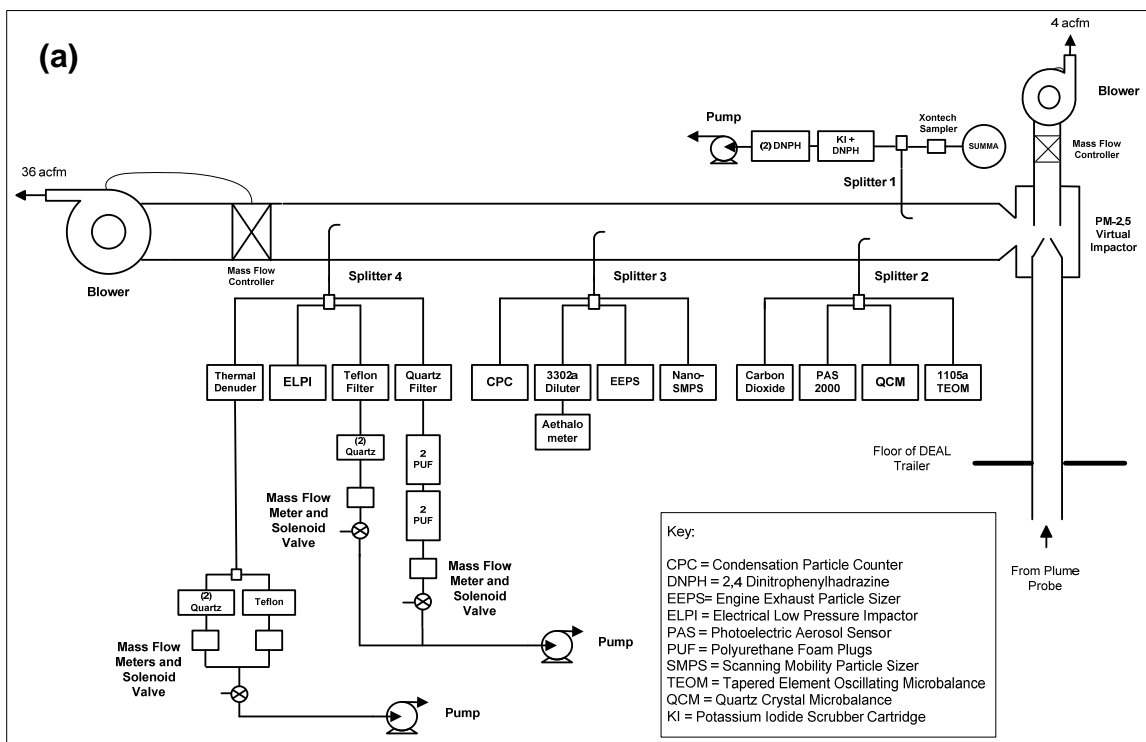 (a)
4 acfm
Blower
Mass Flow
Controller
Xontech
Sampler
SUMMA
Pump
(2) DNPH
KI +
DNPH
Splitter 1
PM-2.5
Virtual
Impactor
36 acfm
Blower
Mass Flow
Controller
Splitter 4
Splitter 3
Splitter 2
Thermal
Denuder
ELPI
Teflon
Filter
Quartz
Filter
CPC
3302a
Diluter
EEPS
Nano-
SMPS
Carbon
Dioxide
PAS
2000
QCM
1105a
TEOM
Aethalo
meter
(2)
Quartz
2
PUF
2
PUF
Mass Flow
Meter and
Solenoid
Valve
Mass Flow
Meter and
Solenoid
Valve
Floor of DEAL
Trailer
From Plume
Probe
(2)
Quartz
Teflon
Mass Flow
Meters and
Solenoid
Valve
Pump
Pump
Key:
CPC = Condensation Particle Counter
DNPH = 2,4 Dinitrophenylhadrazine
EEPS= Engine Exhaust Particle Sizer
ELPI = Electrical Low Pressure Impactor
PAS = Photoelectric Aerosol Sensor
PUF = Polyurethane Foam Plugs
SMPS = Scanning Mobility Particle Sizer
TEOM = Tapered Element Oscillating Microbalance
QCM = Quartz Crystal Microbalance
KI = Potassium Iodide Scrubber Cartridge